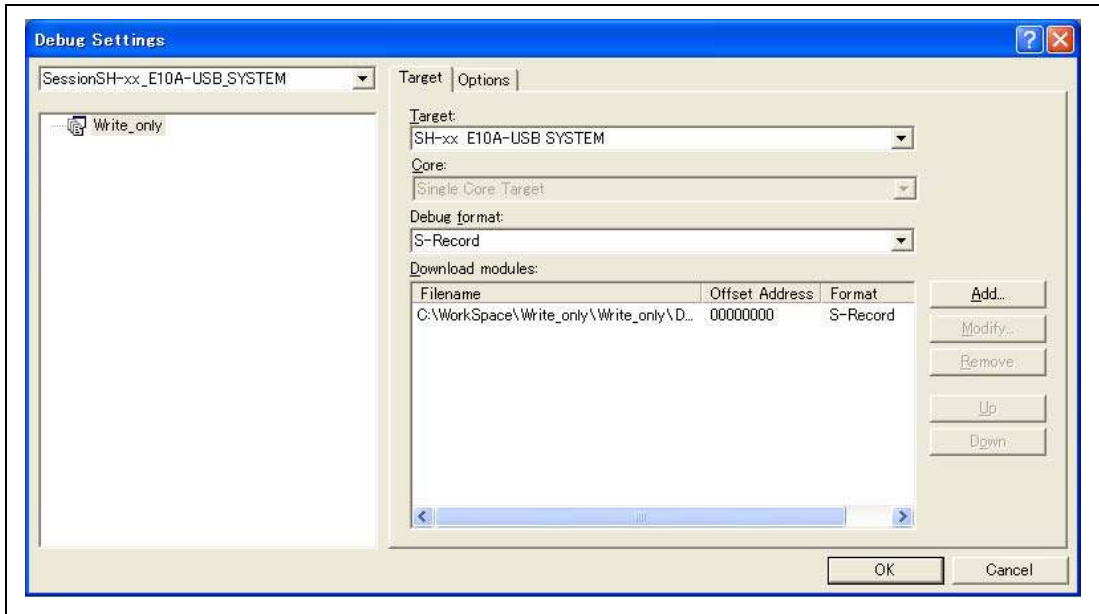 Debug Settings
SessionSH-xx_E10A-USB_SYSTEM
Write_only
Target
Options
Target:
SH-xx E10A-USB SYSTEM
Core:
Single Core Target
Debug format:
S-Record
Download modules:
Filename Offset Address Format
C:\WorkSpace\Write_only\Write_only\D... 00000000 S-Record
Add...
Modify...
Remove
Up
Down
OK
Cancel